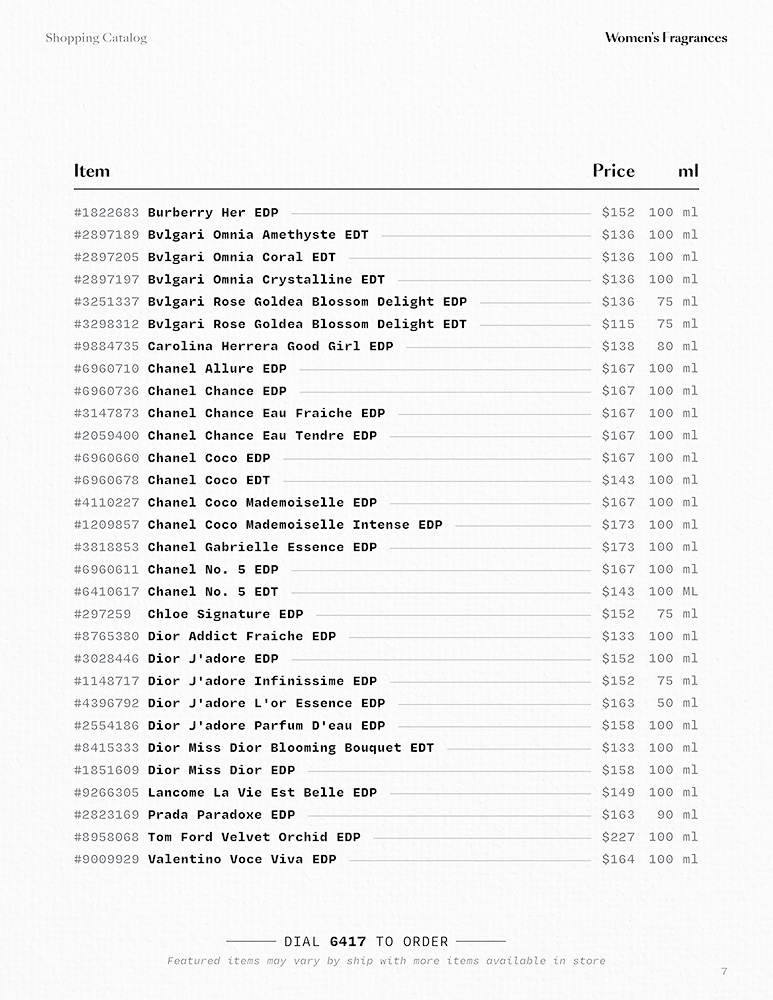 Shopping Catalog
Women's Fragrances
Item Price ml
#1822683 Burberry Her EDP $152 100 ml
#2897189 Bvlgari Omnia Amethyste EDT $136 100 ml
#2897205 Bvlgari Omnia Coral EDT $136 100 ml
#2897197 Bvlgari Omnia Crystalline EDT $136 100 ml
#3251337 Bvlgari Rose Goldea Blossom Delight EDP $136 75 ml
#3298312 Bvlgari Rose Goldea Blossom Delight EDT $115 75 ml
#9884735 Carolina Herrera Good Girl EDP $138 80 ml
#6960710 Chanel Allure EDP $167 100 ml
#6960736 Chanel Chance EDP $167 100 ml
#3147873 Chanel Chance Eau Fraiche EDP $167 100 ml
#2059400 Chanel Chance Eau Tendre EDP $167 100 ml
#6960660 Chanel Coco EDP $167 100 ml
#6960678 Chanel Coco EDT $143 100 ml
#4110227 Chanel Coco Mademoiselle EDP $167 100 ml
#1209857 Chanel Coco Mademoiselle Intense EDP $173 100 ml
#3818853 Chanel Gabrielle Essence EDP $173 100 ml
#6960611 Chanel No. 5 EDP $167 100 ml
#6410617 Chanel No. 5 EDT $143 100 ML
#297259 Chloe Signature EDP $152 75 ml
#8765380 Dior Addict Fraiche EDP $133 100 ml
#3028446 Dior J'adore EDP $152 100 ml
#1148717 Dior J'adore Infinissime EDP $152 75 ml
#4396792 Dior J'adore L'or Essence EDP $163 50 ml
#2554186 Dior J'adore Parfum D'eau EDP $158 100 ml
#8415333 Dior Miss Dior Blooming Bouquet EDT $133 100 ml
#1851609 Dior Miss Dior EDP $158 100 ml
#9266305 Lancome La Vie Est Belle EDP $149 100 ml
#2823169 Prada Paradoxe EDP $163 90 ml
#8958068 Tom Ford Velvet Orchid EDP $227 100 ml
#9009929 Valentino Voce Viva EDP $164 100 ml
DIAL G417 TO ORDER
Featured items may vary by ship with more items available in store
7